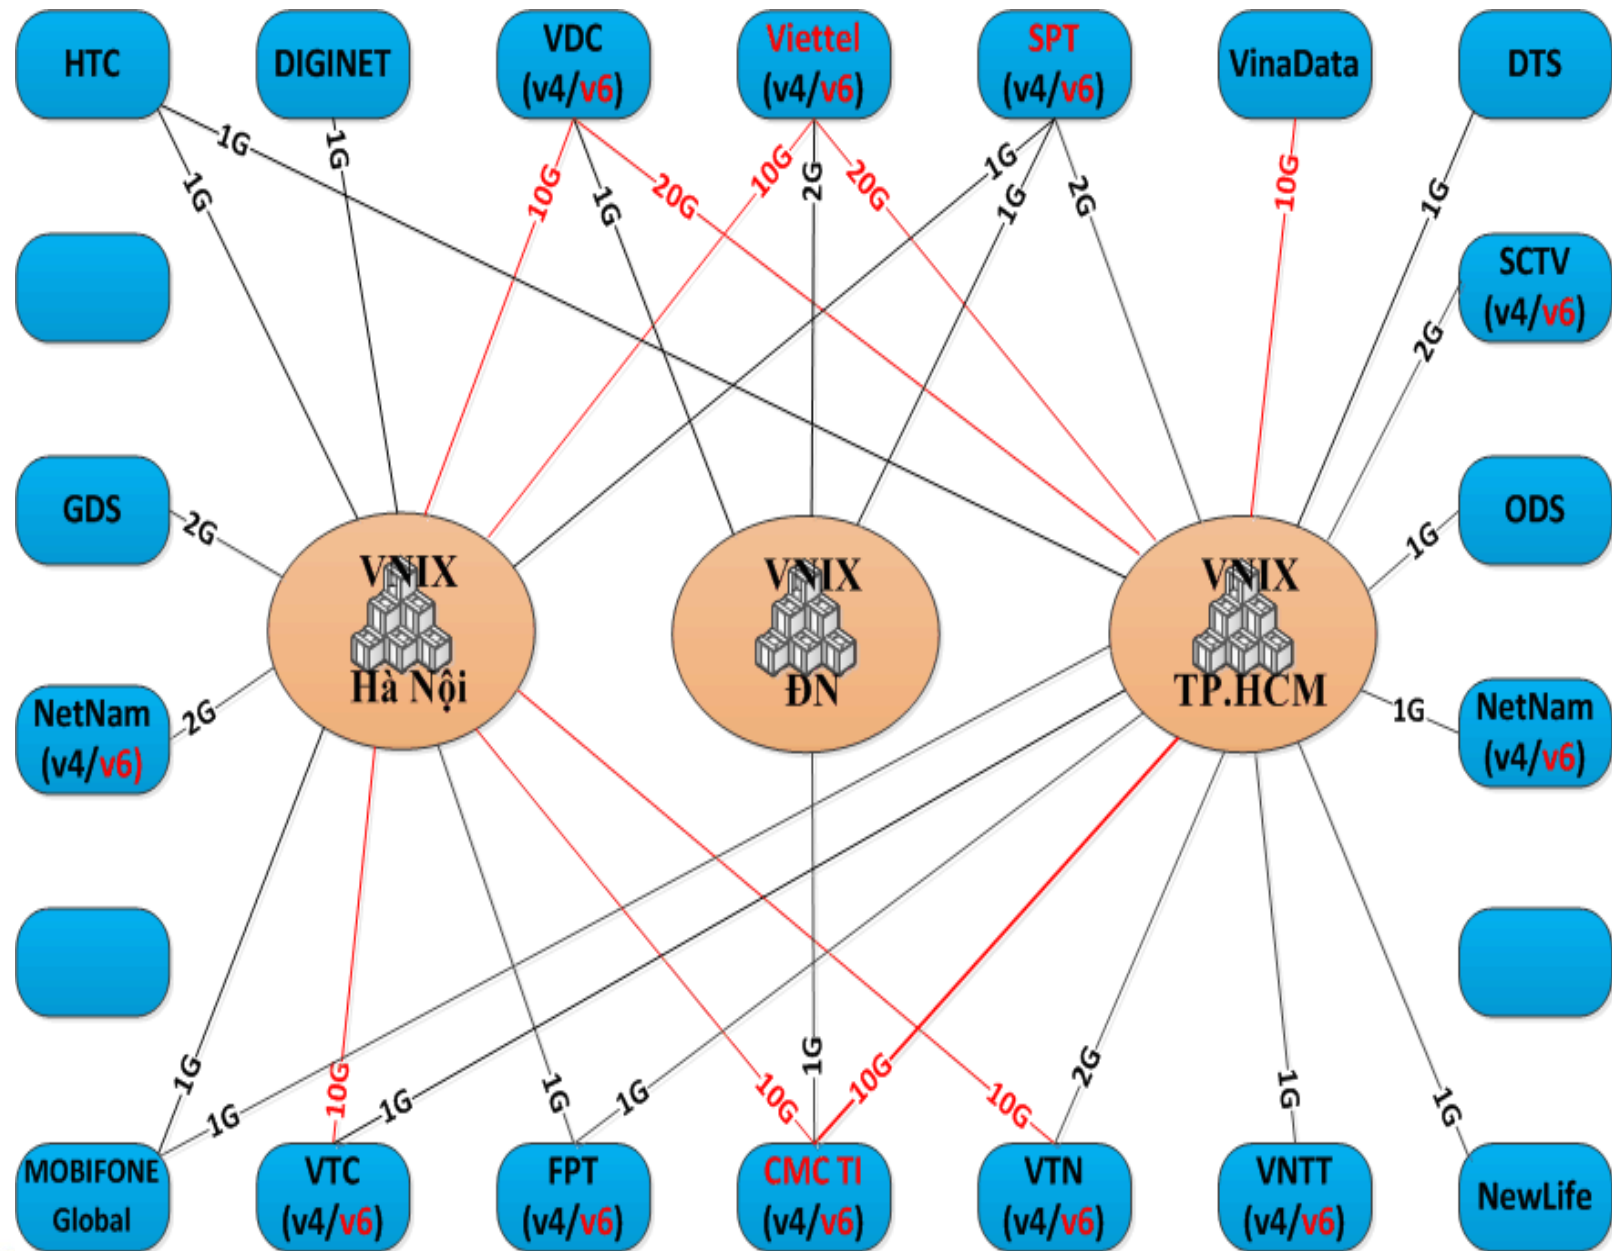 HTC
DIGINET
VDC
(v4/v6)
Viettel
(v4/v6)
SPT
(v4/v6)
VinaData
DTS
1G
1G
1G
10G
1G
20G
10G
2G
20G
1G
1G
2G
10G
1G
SCTV
(v4/v6)
2G
GDS
2G
ODS
1G
VNIX
Hà Nội
VNIX
ĐN
VNIX
TP.HCM
NetNam
(v4/v6)
2G
1G
NetNam
(v4/v6)
1G
1G
10G
1G
1G
1G
10G
1G
10G
10G
2G
1G
1G
MOBIFONE
Global
VTC
(v4/v6)
FPT
(v4/v6)
CMC TI
(v4/v6)
VTN
(v4/v6)
VNTT
(v4/v6)
NewLife